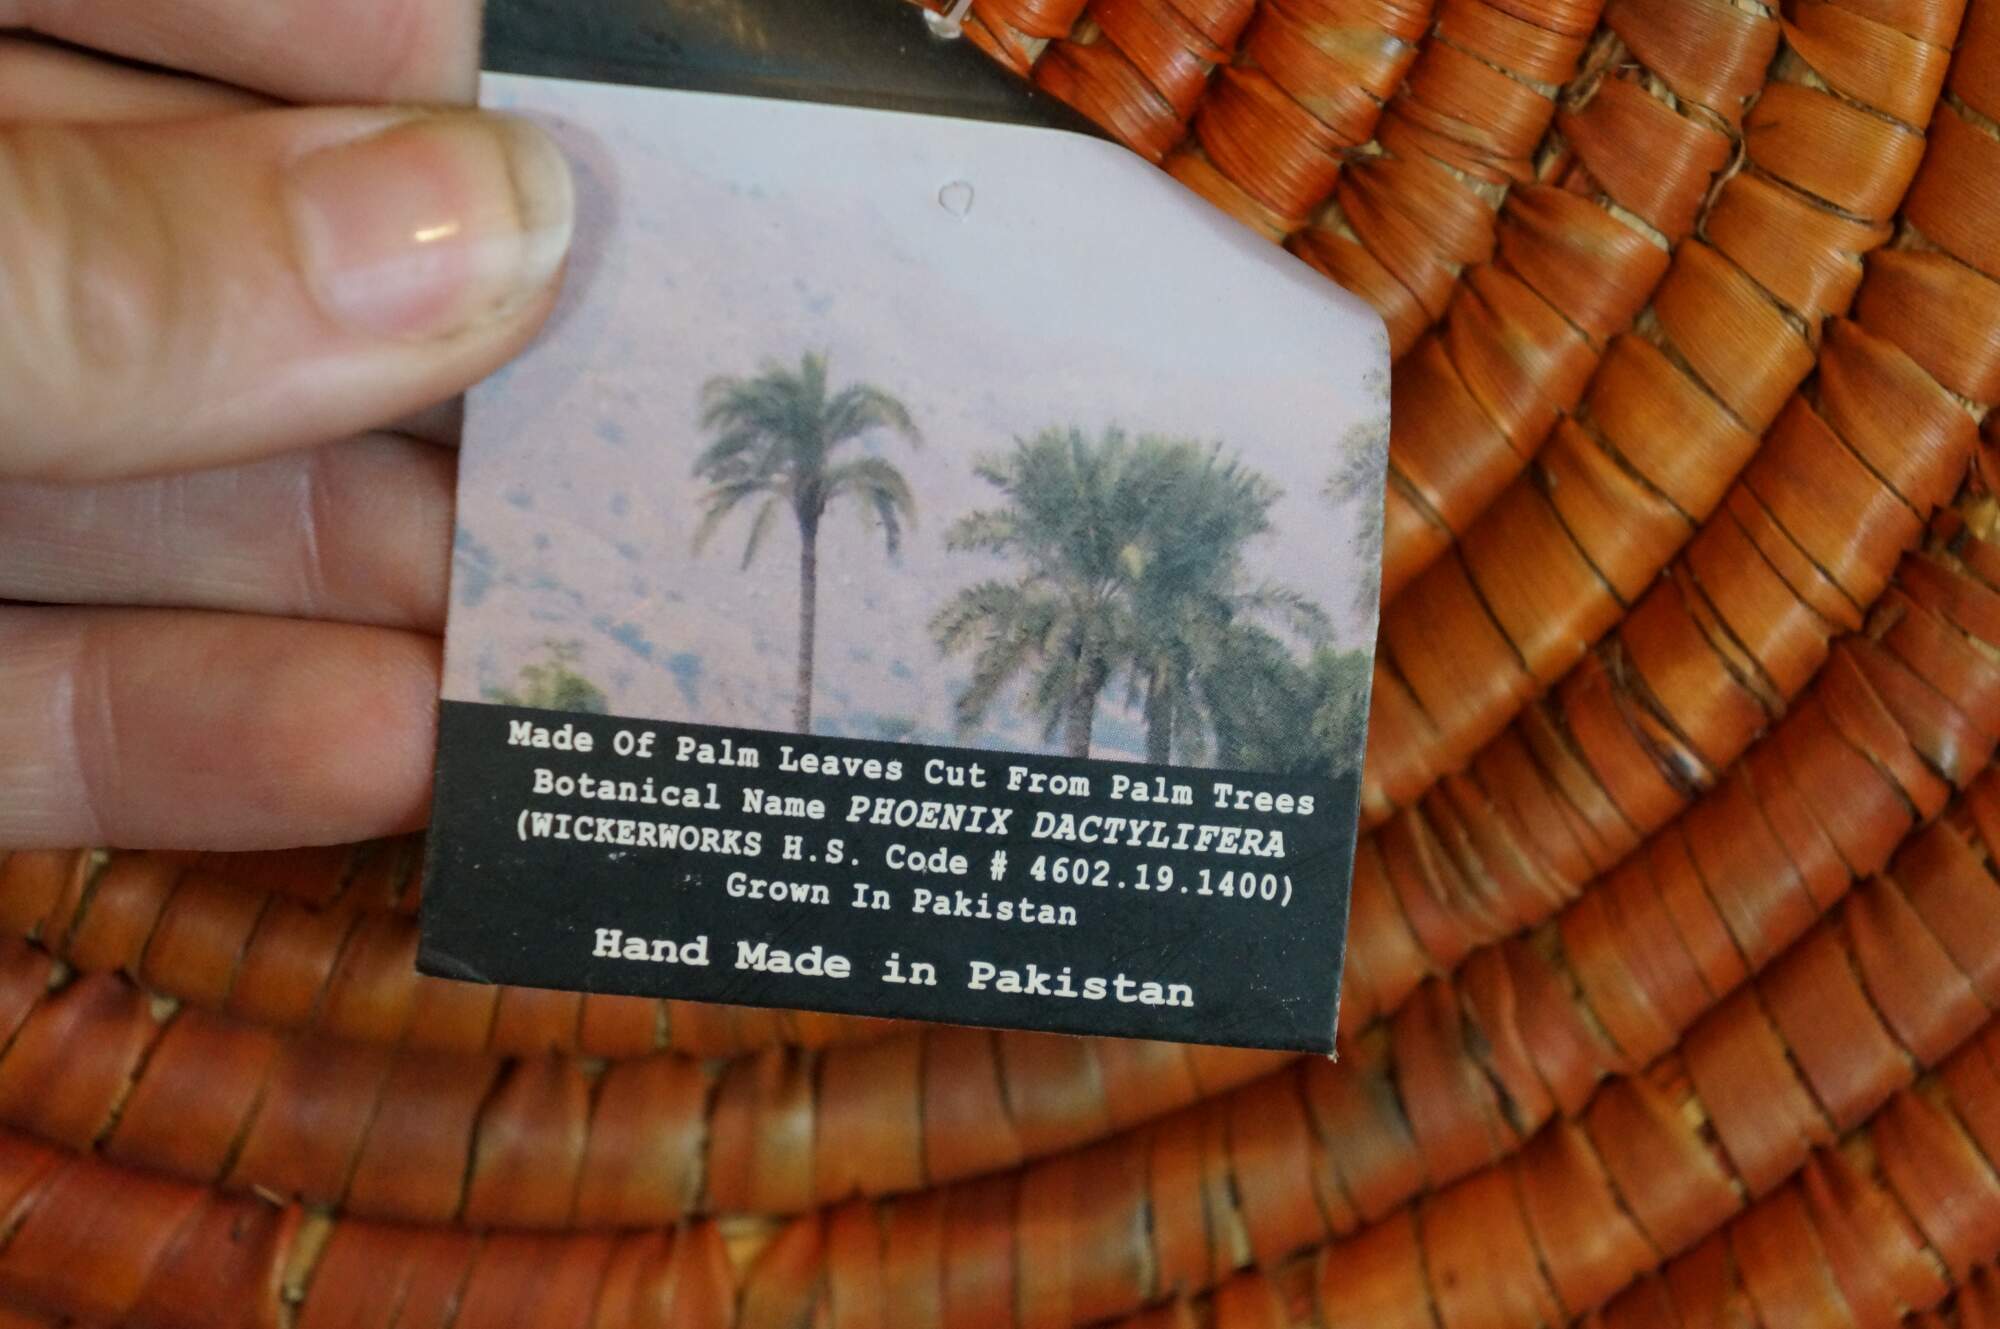 Made Of Palm Leaves Cut From Palm Trees
Botanical Name PHOENIX DACTYLIFERA
(WICKERWORKS H.S. Code # 4602.19.1400)
Grown In Pakistan
Hand Made in Pakistan